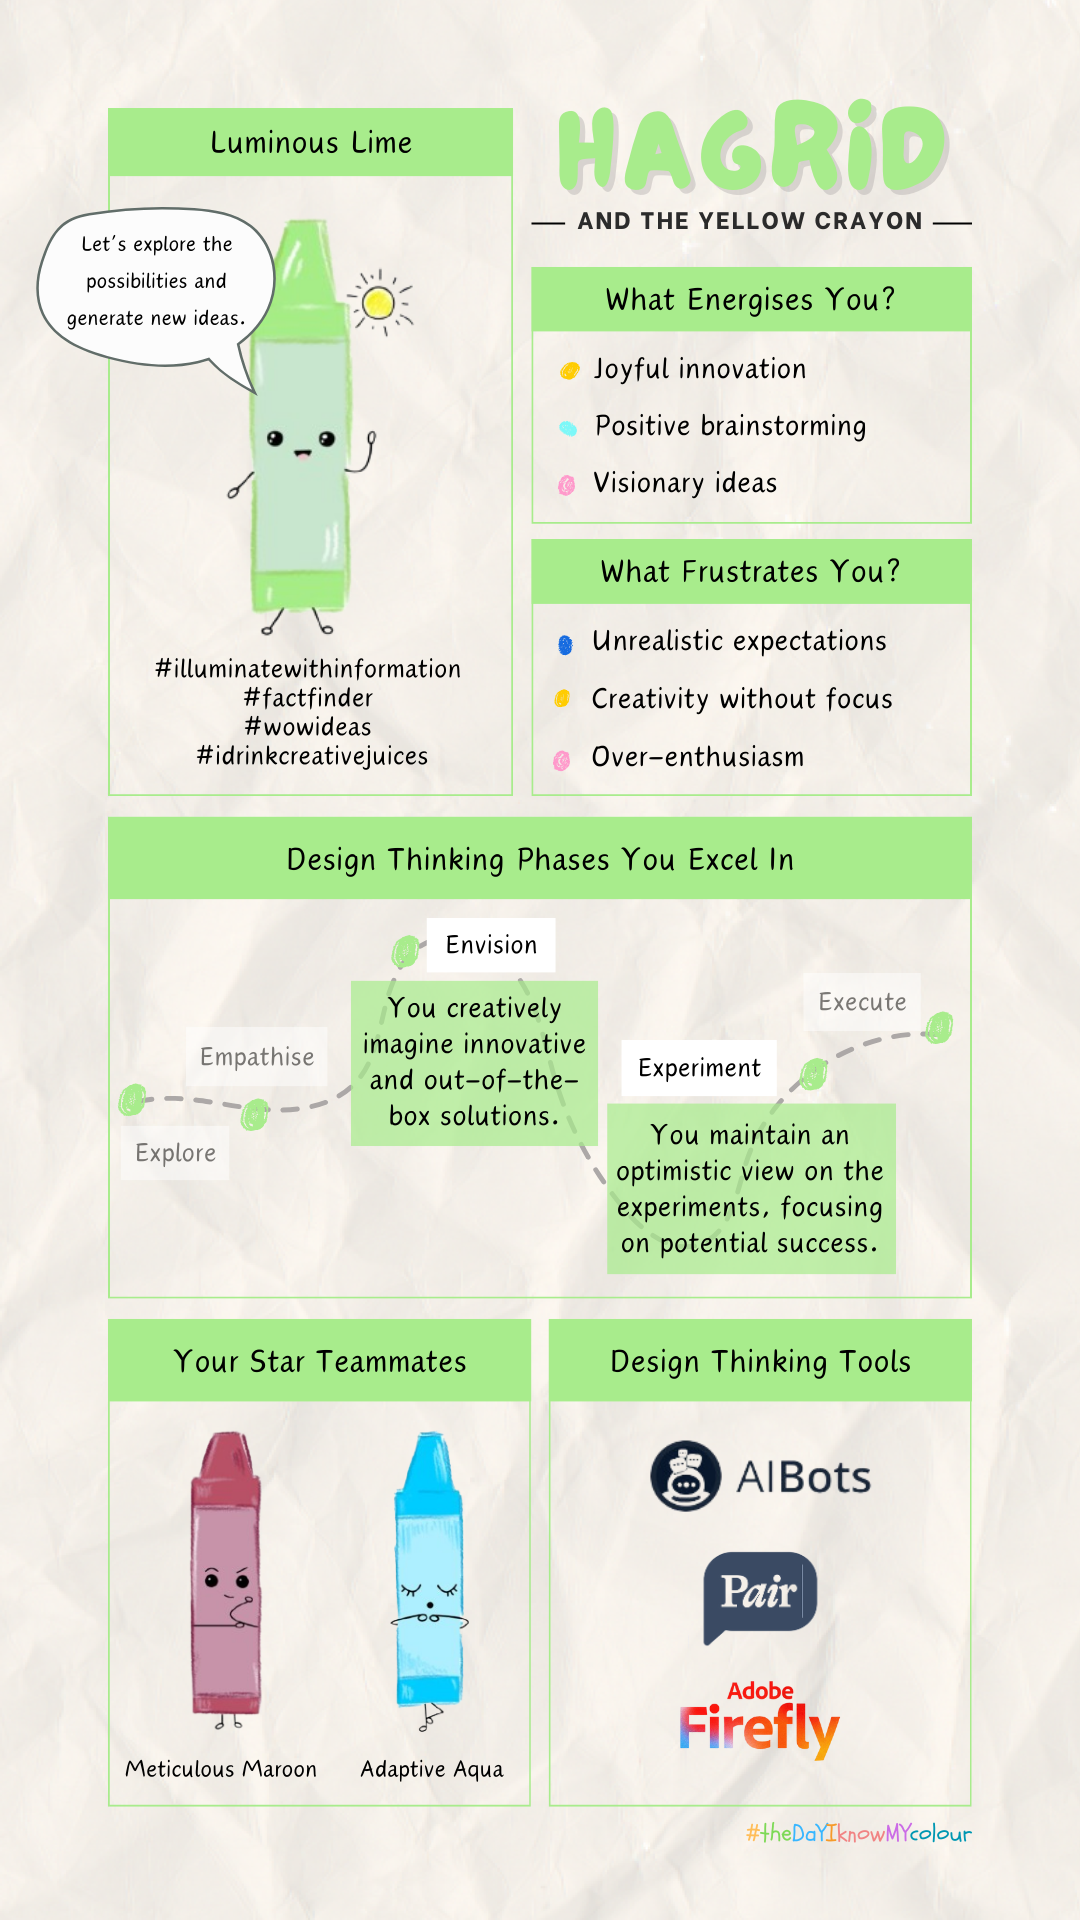 Luminous Lime
Let's explore the
possibilities and
generate new ideas.
#illuminatewithinformation
#factfinder
#wowideas
#idrinkcreativejuices
HAGRiD
AND THE YELLOW CRAYON
What Energises You?
Joyful innovation
Positive brainstorming
Visionary ideas
What Frustrates You?
Unrealistic expectations
Creativity without focus
Over-enthusiasm
Design Thinking Phases You Excel In
Explore
Empathise
Envision
You creatively
imagine innovative
and out-of-the-
box solutions.
Experiment
You maintain an
optimistic view on the
experiments, focusing
on potential success.
Execute
Your Star Teammates
Meticulous Maroon
Adaptive Aqua
Design Thinking Tools
AIBots
Pair
Adobe
Firefly
#theDaYIknowMYcolour